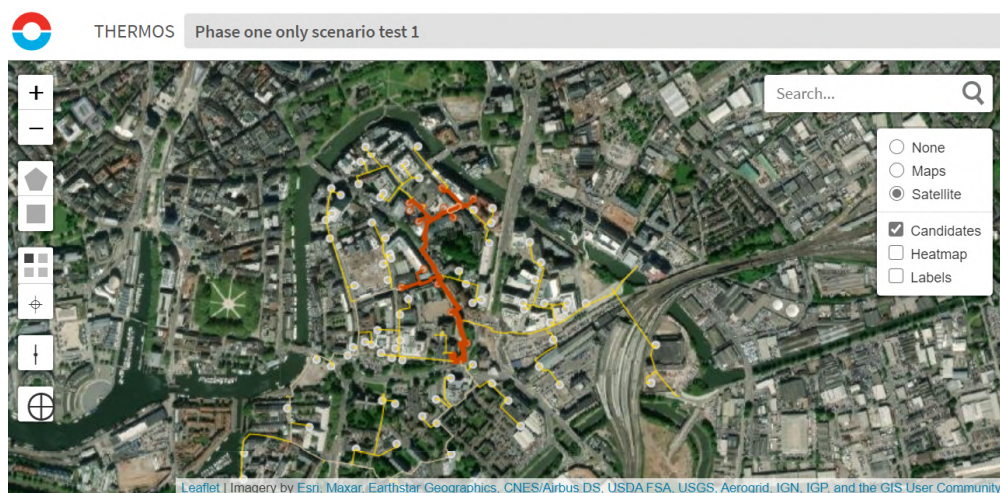 THERMOS
Phase one only scenario test 1
+
−
Search...
None
Maps
Satellite
Candidates
Heatmap
Labels
Leaflet | Imagery by Esri, Maxar, Earthstar Geographics, CNES/Airbus DS, USDA FSA, USGS, Aerogrid, IGN, IGP, and the GIS User Community